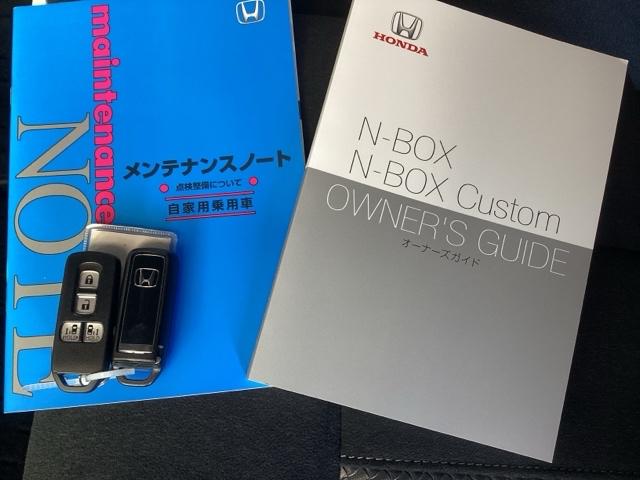 maintenance
NOTE
メンテナンスノート
点検整備について
自家用乗用車
HONDA
N-BOX
N-BOX Custom
OWNER'S GUIDE
オーナーズガイド